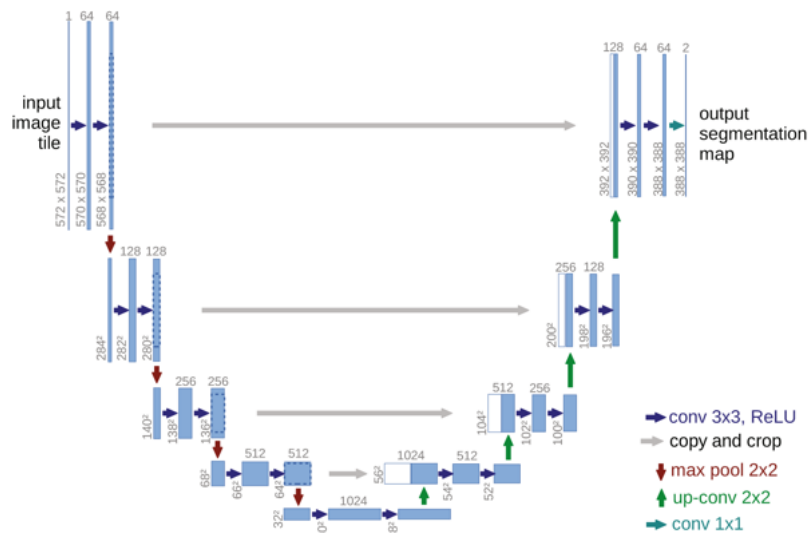 1 64 64
input
image
tile
572 x 572
570 x 570
568 x 568
128 64 64 2
output
segmentation
map
392 x 392
390 x 390
388 x 388
388 x 388
128 128
284²
282²
280²
256 128
200²
198²
196²
256 256
140²
138²
136²
512 256
104²
102²
100²
512 512
68²
66²
64²
1024 512
56²
54²
52²
1024
32²
0²
8²
conv 3x3, ReLU
copy and crop
max pool 2x2
up-conv 2x2
conv 1x1